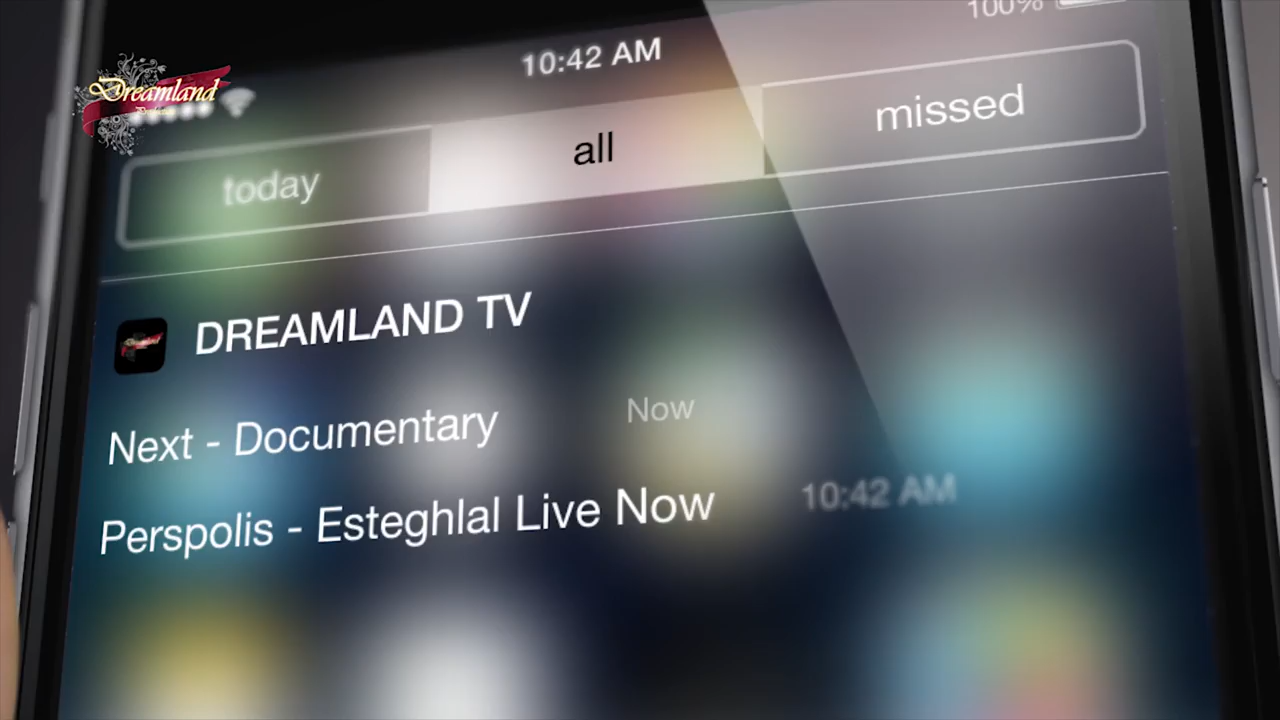 Dreamland
10:42 AM
100%
today
all
missed
DREAMLAND TV
Next - Documentary
Now
Perspolis - Esteghlal Live Now
10:42 AM